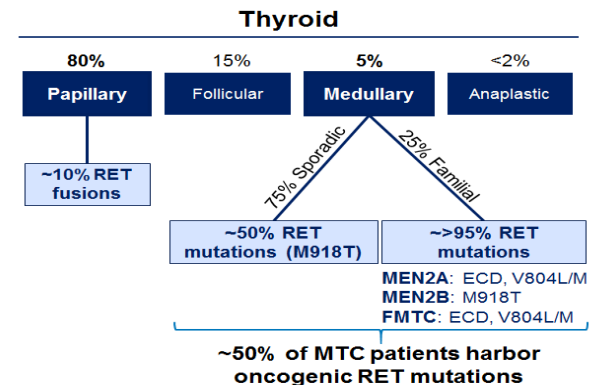 Thyroid
80% 15% 5% <2%
Papillary Follicular Medullary Anaplastic
75% Sporadic
25% Familial
~10% RET
fusions
~50% RET
mutations (M918T)
~>95% RET
mutations
MEN2A: ECD, V804L/M
MEN2B: M918T
FMTC: ECD, V804L/M
~50% of MTC patients harbor
oncogenic RET mutations